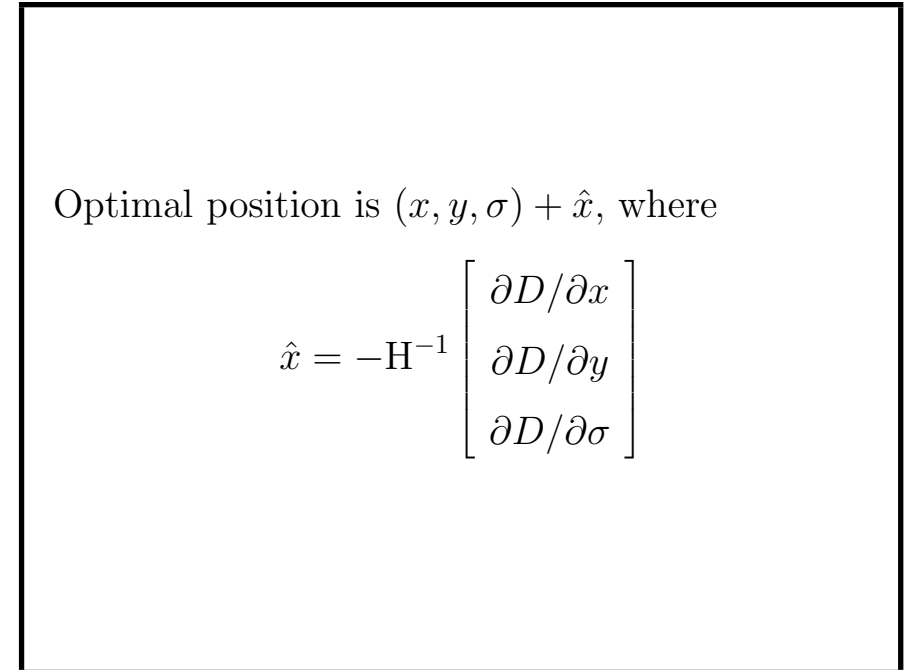 Optimal position is (x, y, σ) + x̂, where
x̂ = −H⁻¹ [ ∂D/∂x
∂D/∂y
∂D/∂σ ]